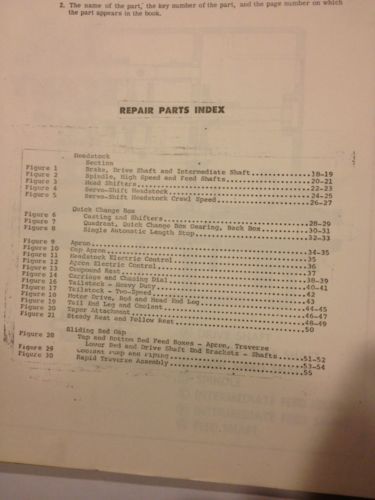 2. The name of the part, the key number of the part, and the page number on which
the part appears in the book.
REPAIR PARTS INDEX
Headstock
Section
Figure 1 Brake, Drive Shaft and Intermediate Shaft 18-19
Figure 2 Spindle, High Speed and Feed Shafts 20-21
Figure 3 Head Shifters 22-23
Figure 4 Servo-Shift Headstock 24-25
Figure 5 Servo-Shift Headstock Crawl Speed 26-27
Quick Change Box
Figure 6 Casting and Shifters 28-29
Figure 7 Quadrant, Quick Change Box Gearing, Back Box 30-31
Figure 8 Single Automatic Length Stop 32-33
Figure 9 Apron 34-35
Figure 10 Cup Apron 35
Figure 11 Headstock Electric Control 36
Figure 12 Apron Electric Control 37
Figure 13 Compound Rest 38-39
Figure 14 Carriage and Chasing Dial 40-41
Figure 16 Tailstock - Heavy Duty 42
Figure 17 Tailstock - Two-Speed 43
Figure 18 Motor Drive, Rod and Head End Leg 44-45
Figure 19 Tail End Leg and Coolant 46-47
Figure 20 Taper Attachment 48-49
Figure 21 Steady Rest and Follow Rest 50
Sliding Bed Gap
Figure 28 Top and Bottom Bed Feed Boxes - Apron, Traverse
Lower Bed and Drive Shaft End Brackets - Shafts 51-52
Figure 29 Coolant Pump and Piping 53-54
Figure 30 Rapid Traverse Assembly 55
SPINDLE
INTERMEDIATE FEED